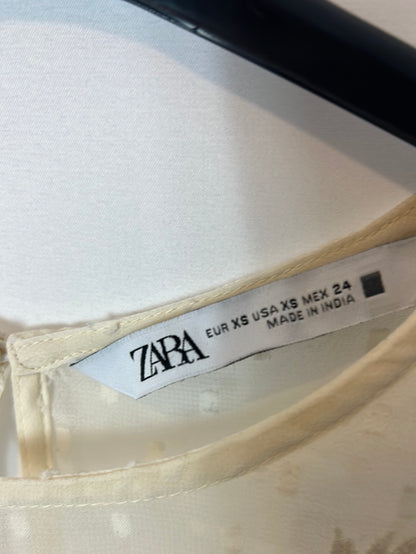 ZARA
EUR XS USA XS MEX 24
MADE IN INDIA